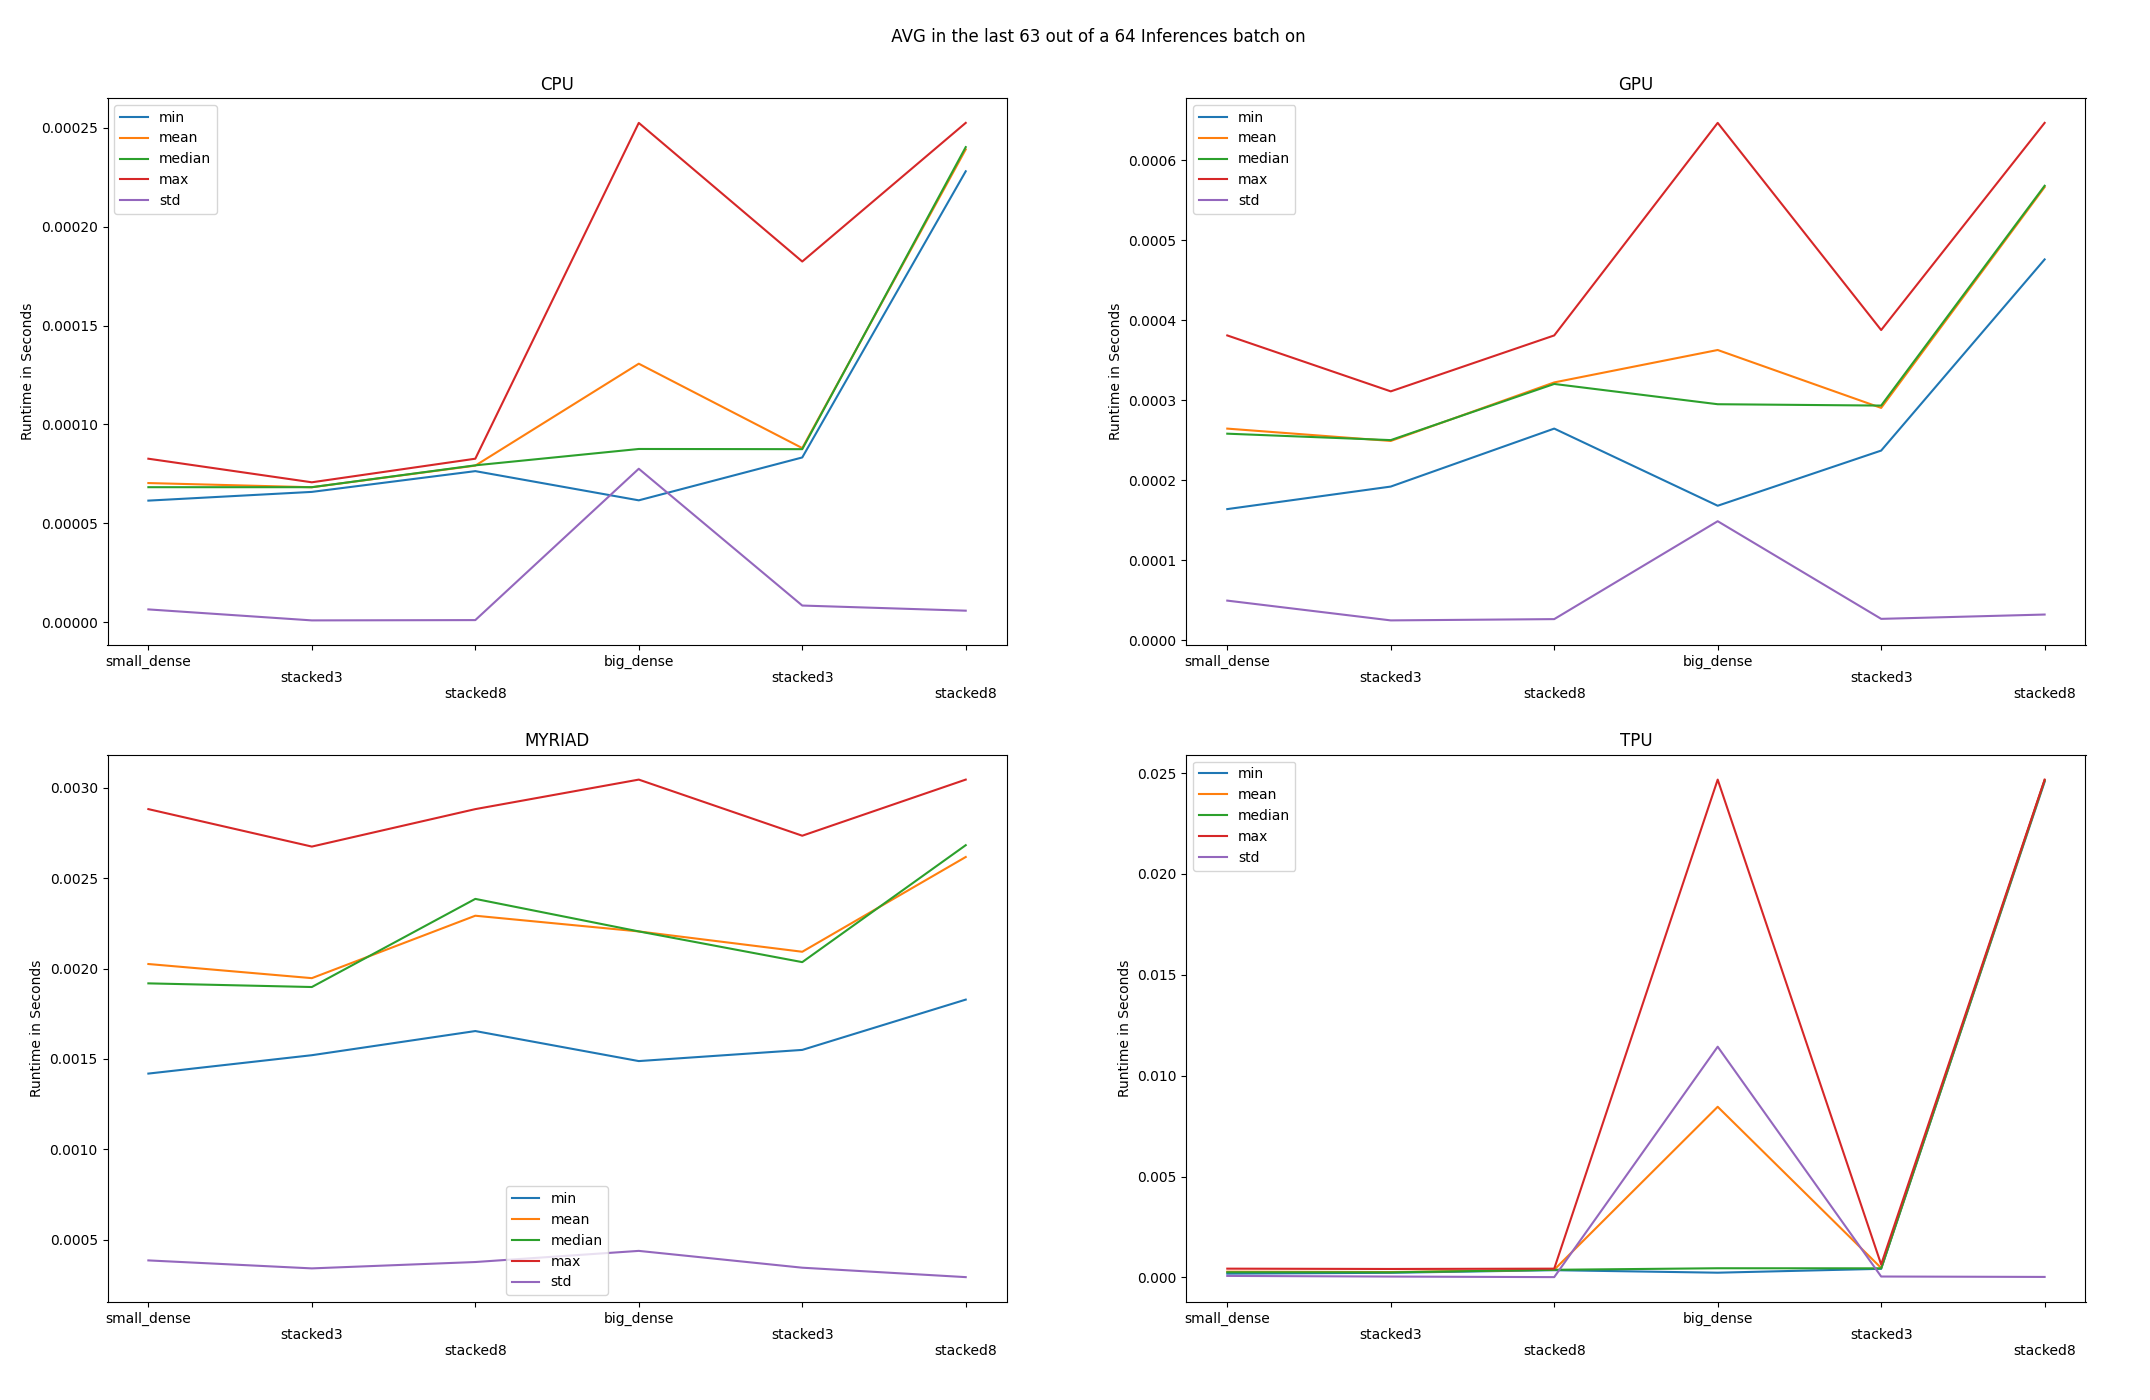 AVG in the last 63 out of a 64 Inferences batch on
CPU
Runtime in Seconds
0.00025
0.00020
0.00015
0.00010
0.00005
0.00000
min
mean
median
max
std
small_dense
stacked3
stacked8
big_dense
stacked3
stacked8
GPU
Runtime in Seconds
0.0006
0.0005
0.0004
0.0003
0.0002
0.0001
0.0000
min
mean
median
max
std
small_dense
stacked3
stacked8
big_dense
stacked3
stacked8
MYRIAD
Runtime in Seconds
0.0030
0.0025
0.0020
0.0015
0.0010
0.0005
min
mean
median
max
std
small_dense
stacked3
stacked8
big_dense
stacked3
stacked8
TPU
Runtime in Seconds
0.025
0.020
0.015
0.010
0.005
0.000
min
mean
median
max
std
small_dense
stacked3
stacked8
big_dense
stacked3
stacked8